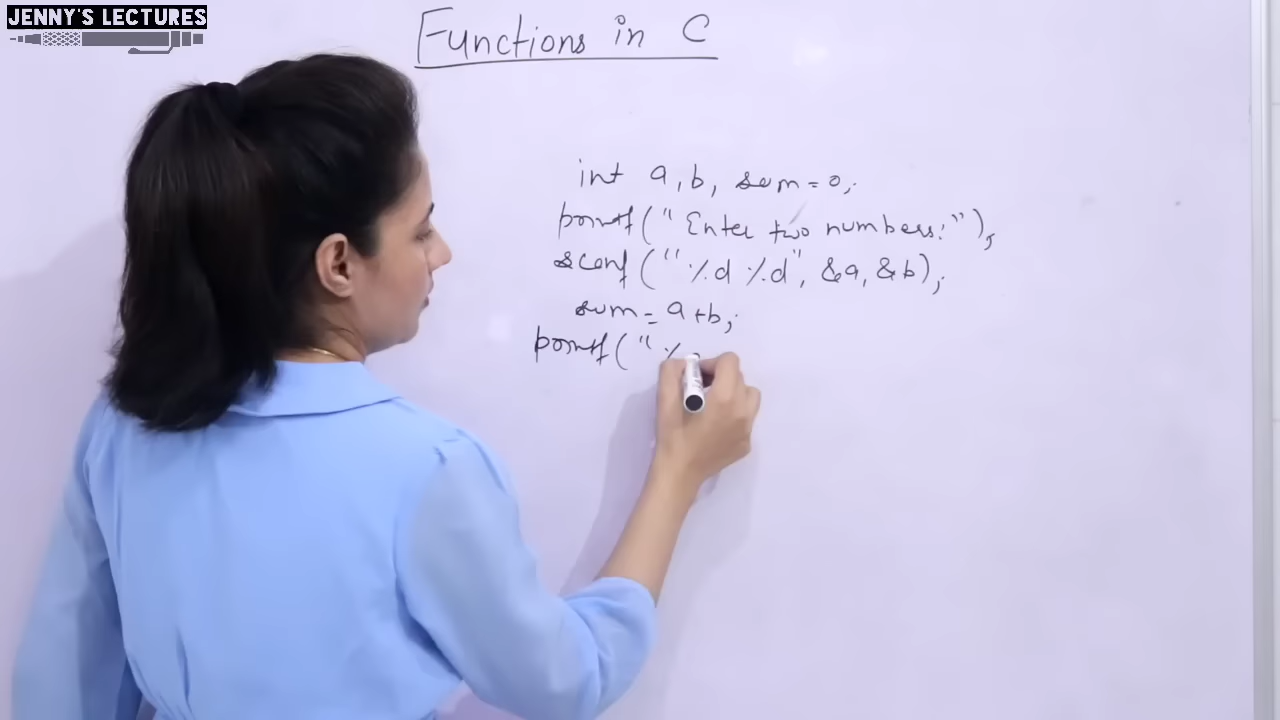 JENNY'S LECTURES
Functions in C
int a, b, sum = 0;
printf(" Enter two numbers:");
scanf(" %d %d", &a, &b);
sum = a+b;
printf(" %